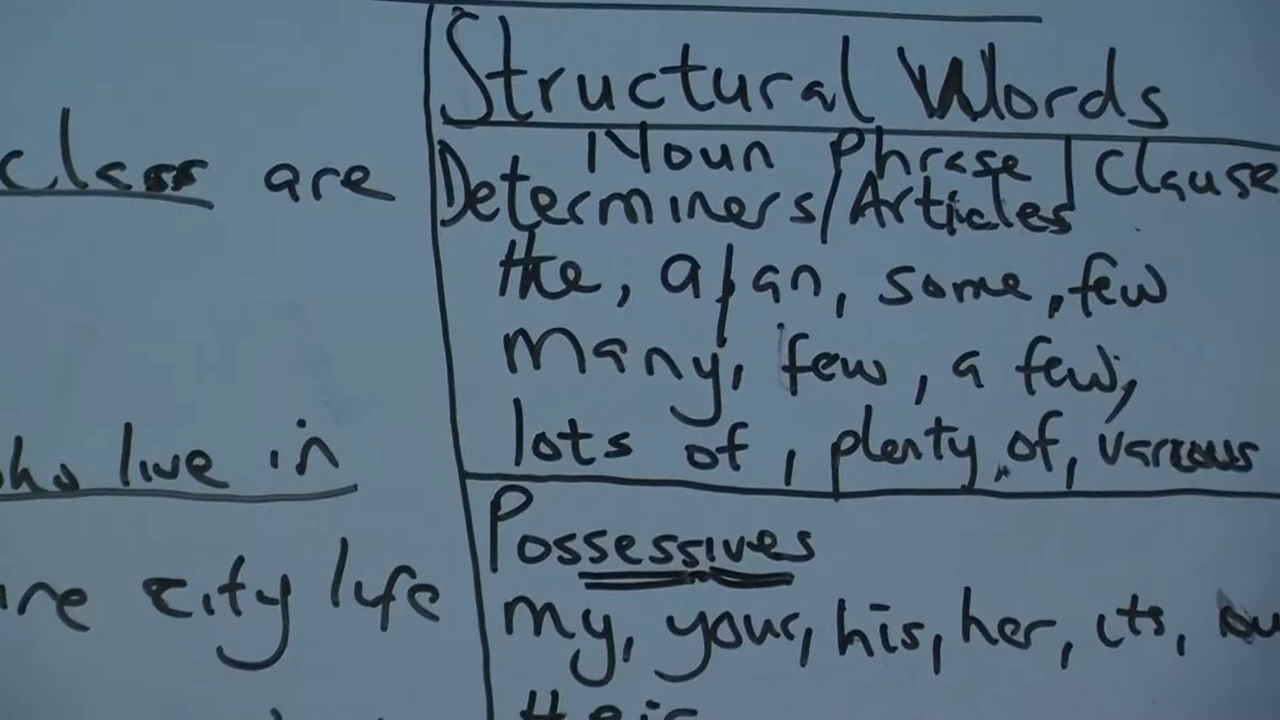 class are
who live in
city life
Structural Words
Noun Phrase | Clause
Determiners/Articles
the, a/an, some, few
many, few, a few,
lots of, plenty of, various
Possessives
my, your, his, her, its,
their